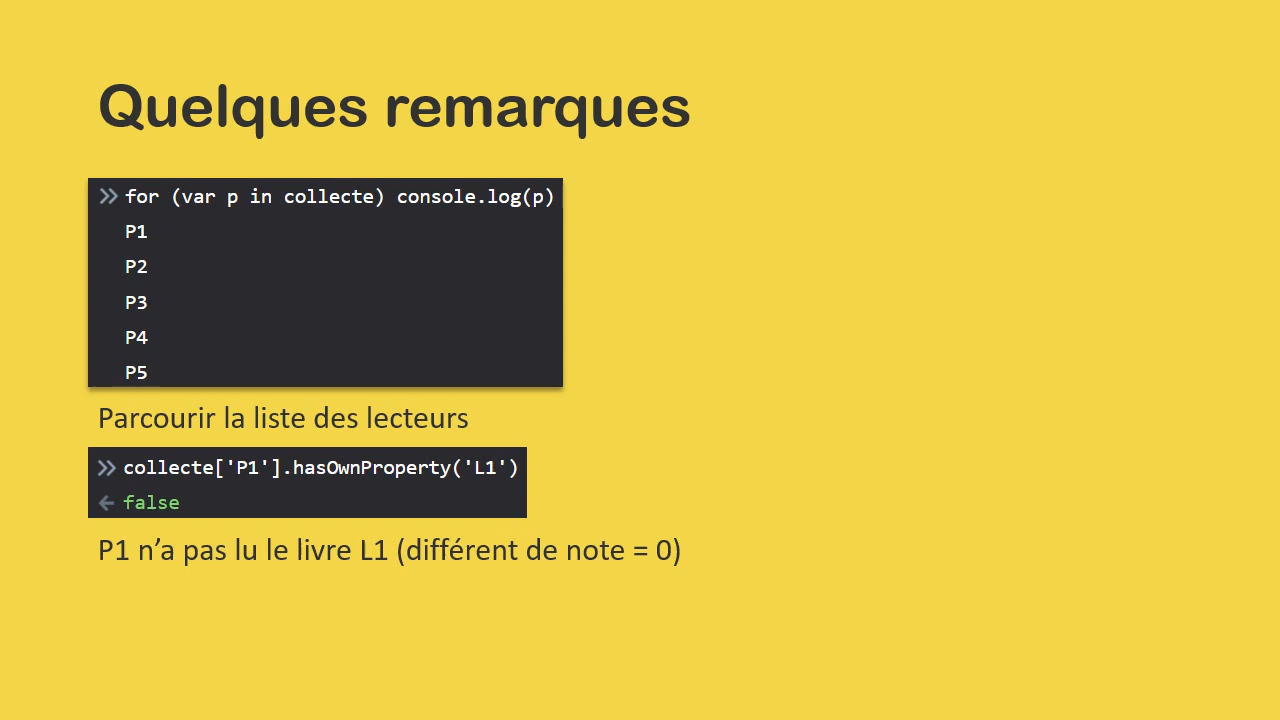 Quelques remarques
for (var p in collecte) console.log(p)
P1
P2
P3
P4
P5
Parcourir la liste des lecteurs
collecte['P1'].hasOwnProperty('L1')
false
P1 n’a pas lu le livre L1 (différent de note = 0)